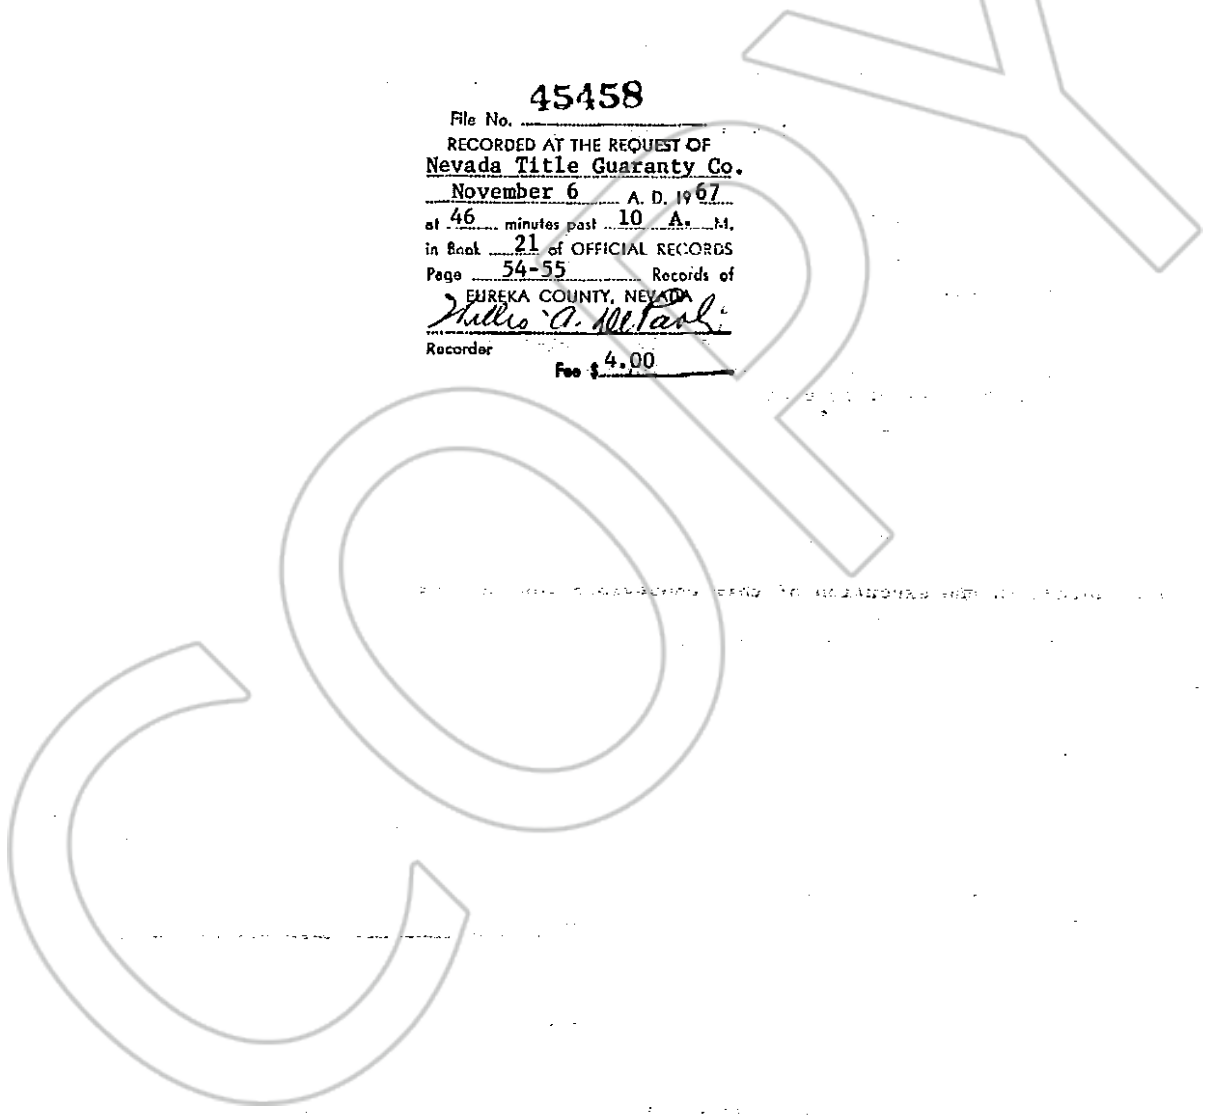 45458
File No.
RECORDED AT THE REQUEST OF
Nevada Title Guaranty Co.
November 6 A. D. 1967
at 46 minutes past 10 A. M.
in Book 21 of OFFICIAL RECORDS
Page 54-55 Records of
EUREKA COUNTY, NEVADA
Willis A. DePaoli
Recorder
Fee $ 4.00
COPY